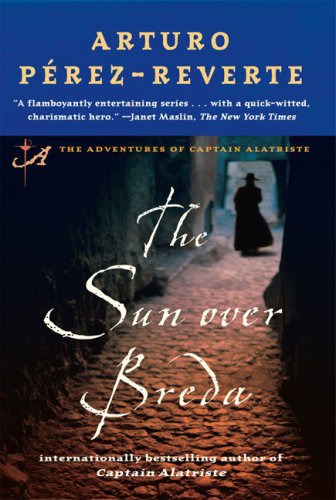 ARTURO
PÉREZ-REVERTE
"A flamboyantly entertaining series . . . with a quick-witted,
charismatic hero." —Janet Maslin, The New York Times
A THE ADVENTURES OF CAPTAIN ALATRISTE
The
Sun over
Breda
internationally bestselling author of
Captain Alatriste